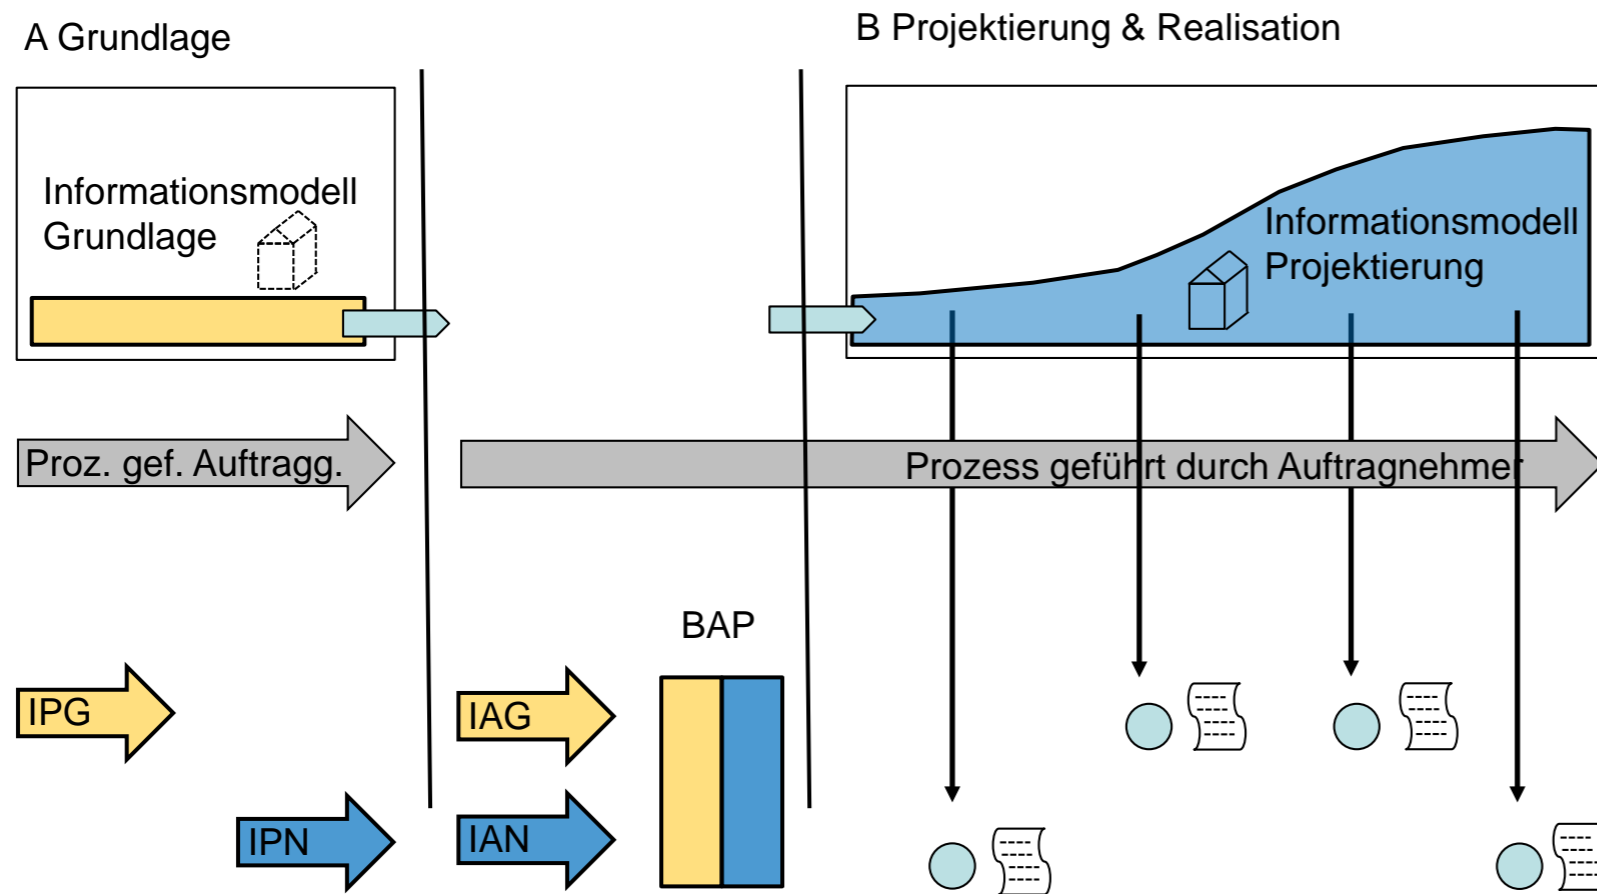 A Grundlage
B Projektierung & Realisation
Informationsmodell
Grundlage
Informationsmodell
Projektierung
Proz. gef. Auftragg.
Prozess geführt durch Auftragnehmer
BAP
IPG
IAG
IPN
IAN